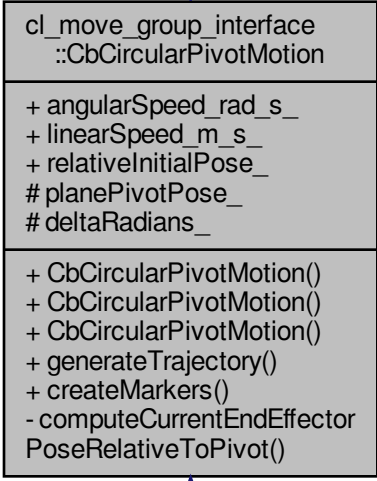 cl_move_group_interface
::CbCircularPivotMotion
+ angularSpeed_rad_s_
+ linearSpeed_m_s_
+ relativeInitialPose_
# planePivotPose_
# deltaRadians_
+ CbCircularPivotMotion()
+ CbCircularPivotMotion()
+ CbCircularPivotMotion()
+ generateTrajectory()
+ createMarkers()
- computeCurrentEndEffector
PoseRelativeToPivot()